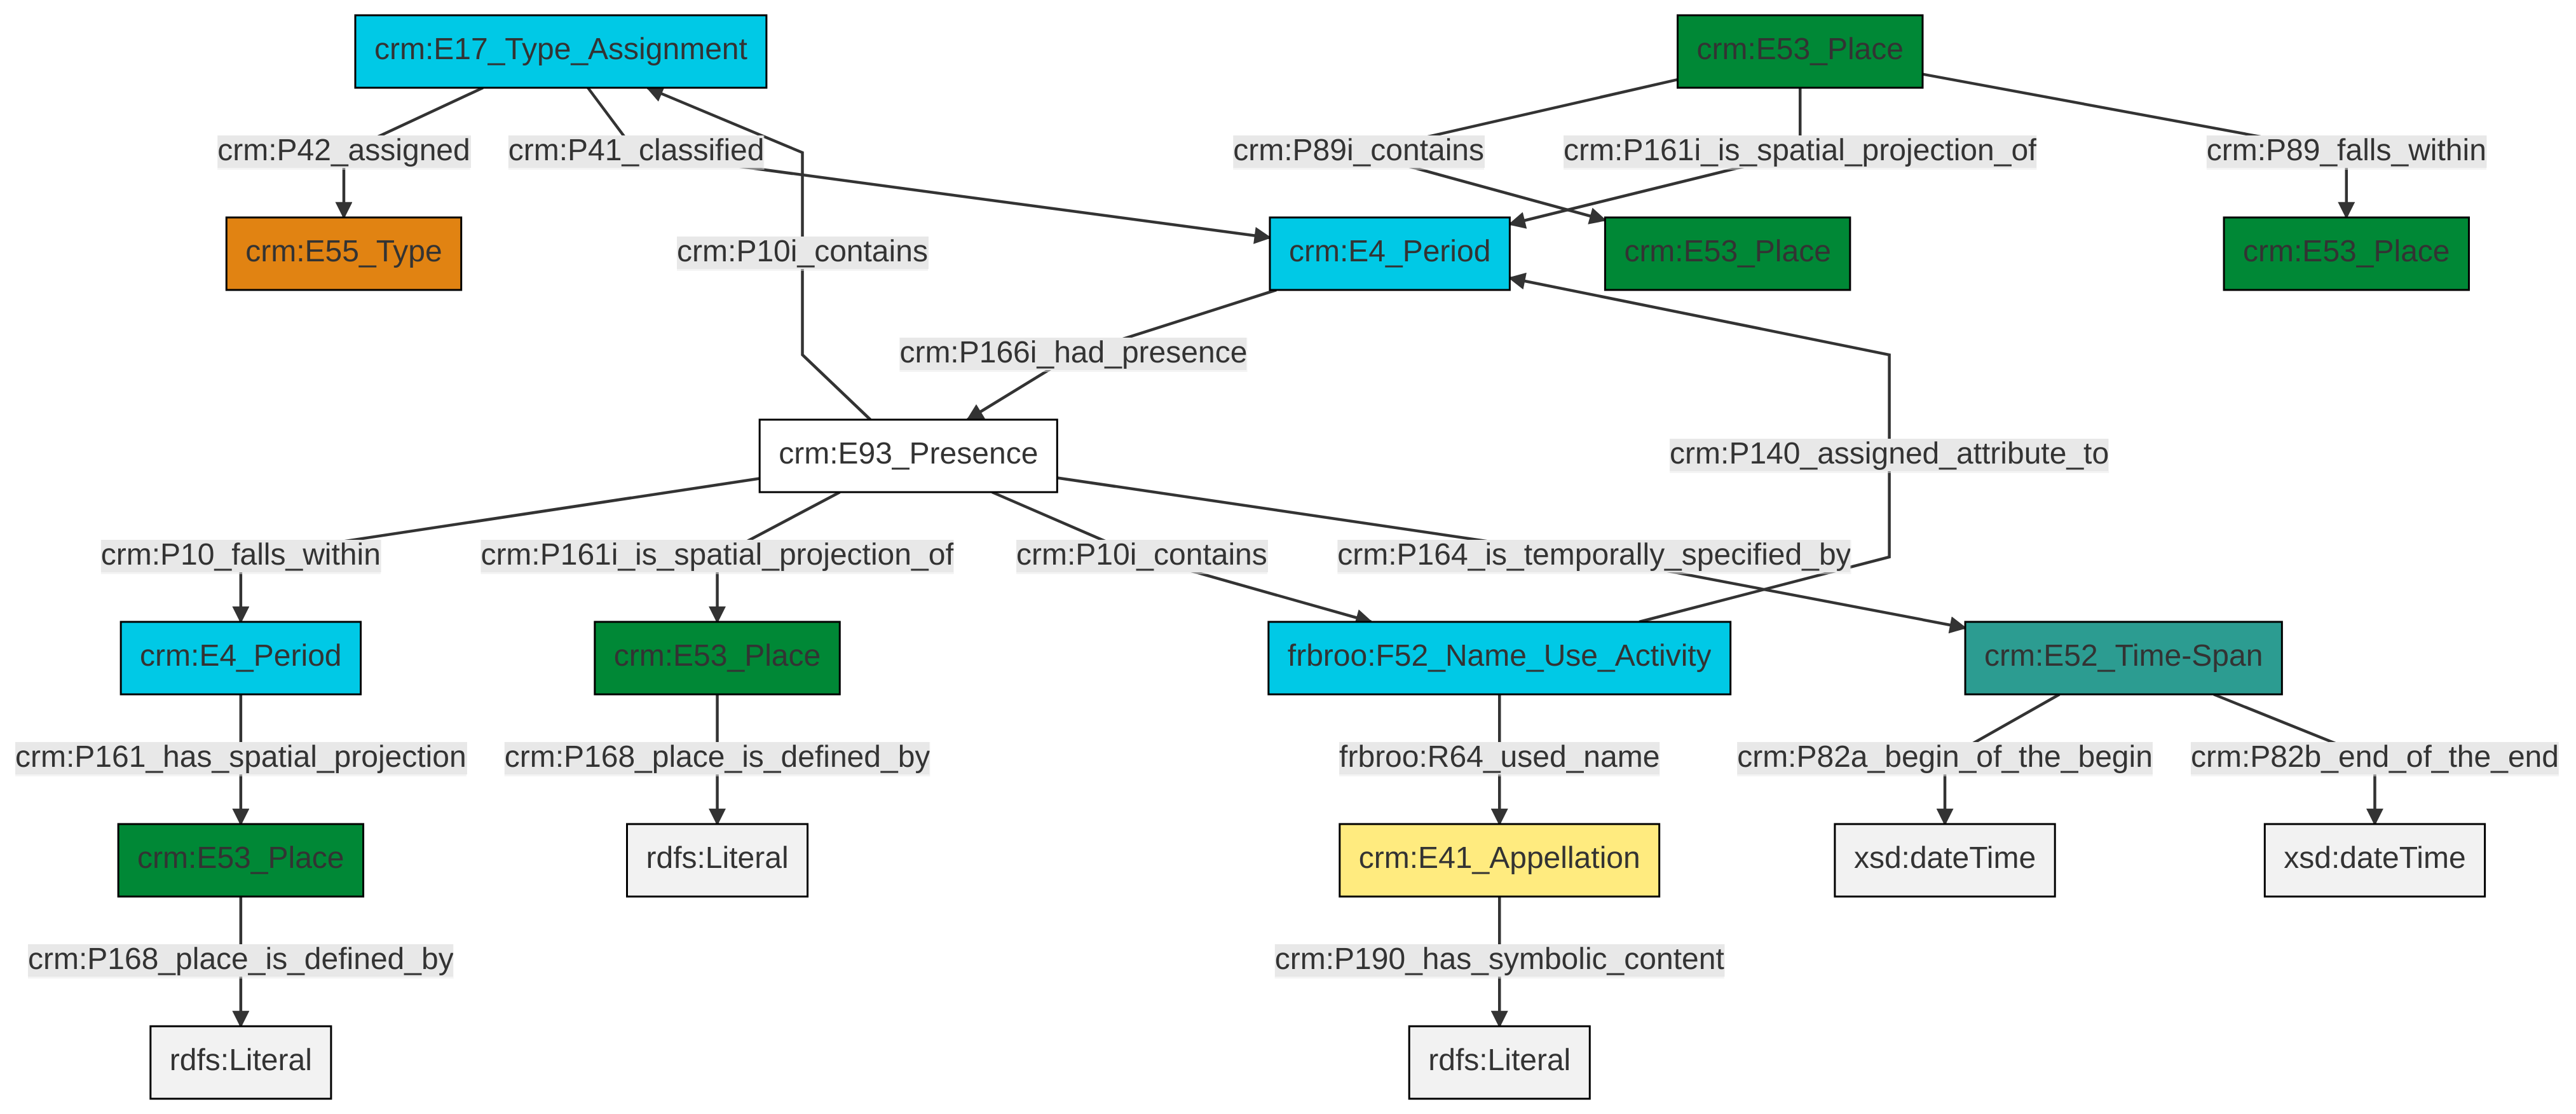 crm:E17_Type_Assignment
crm:E53_Place
crm:P42_assigned
crm:P41_classified
crm:P89i_contains
crm:P161i_is_spatial_projection_of
crm:P89_falls_within
crm:E55_Type
crm:P10i_contains
crm:E4_Period
crm:E53_Place
crm:E53_Place
crm:P166i_had_presence
crm:E93_Presence
crm:P140_assigned_attribute_to
crm:P10_falls_within
crm:P161i_is_spatial_projection_of
crm:P10i_contains
crm:P164_is_temporally_specified_by
crm:E4_Period
crm:E53_Place
frbroo:F52_Name_Use_Activity
crm:E52_Time-Span
crm:P161_has_spatial_projection
crm:P168_place_is_defined_by
frbroo:R64_used_name
crm:P82a_begin_of_the_begin
crm:P82b_end_of_the_end
crm:E53_Place
rdfs:Literal
crm:E41_Appellation
xsd:dateTime
xsd:dateTime
crm:P168_place_is_defined_by
crm:P190_has_symbolic_content
rdfs:Literal
rdfs:Literal